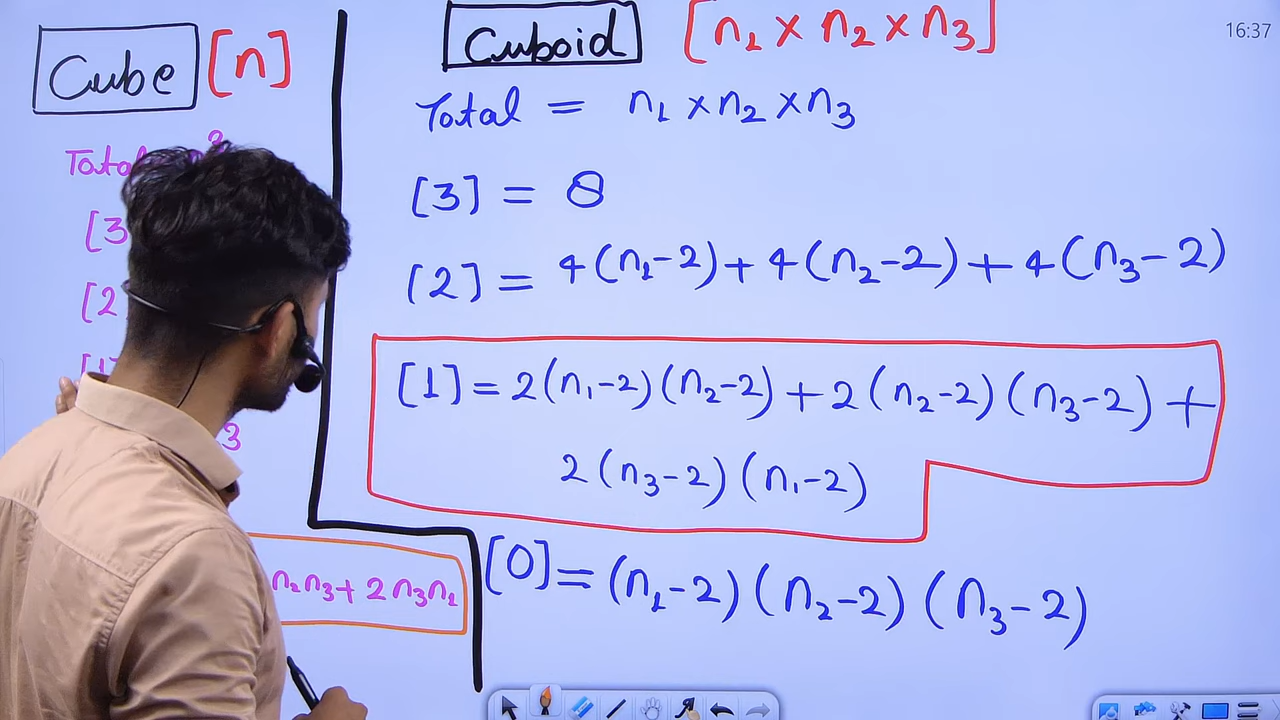 16:37
Cube [n]
Total
[3
[2
3
n2n3+ 2n3n1
Cuboid [n1 × n2 × n3]
Total = n1 × n2 × n3
[3] = 8
[2] = 4(n1-2)+ 4(n2-2)+ 4(n3-2)
[1] = 2(n1-2)(n2-2)+2(n2-2)(n3-2)+
2(n3-2)(n1-2)
[0]=(n1-2)(n2-2)(n3-2)